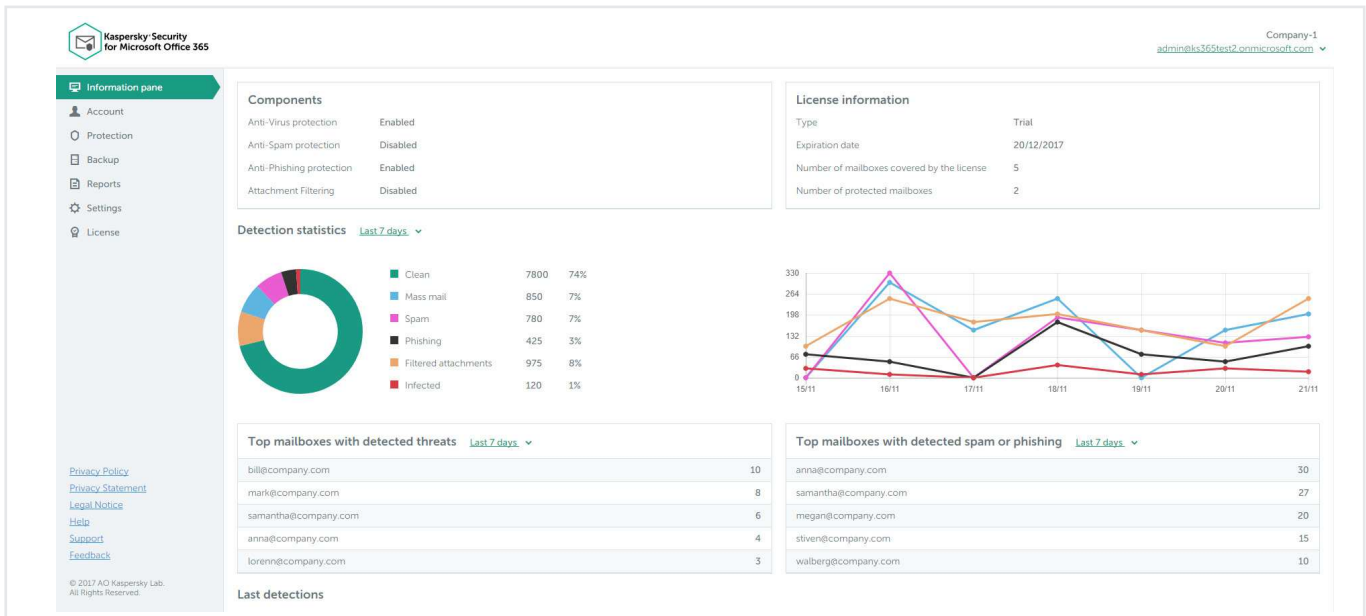 Kaspersky Security
for Microsoft Office 365
Company-1
admin@ks365test2.onmicrosoft.com
Information pane
Account
Protection
Backup
Reports
Settings
License
Privacy Policy
Privacy Statement
Legal Notice
Help
Support
Feedback
© 2017 AO Kaspersky Lab.
All Rights Reserved.
Components
Anti-Virus protection Enabled
Anti-Spam protection Disabled
Anti-Phishing protection Enabled
Attachment Filtering Disabled
License information
Type Trial
Expiration date 20/12/2017
Number of mailboxes covered by the license 5
Number of protected mailboxes 2
Detection statistics Last 7 days
Clean 7800 74%
Mass mail 850 7%
Spam 780 7%
Phishing 425 3%
Filtered attachments 975 8%
Infected 120 1%
330
264
198
132
66
0
15/11 16/11 17/11 18/11 19/11 20/11 21/11
Top mailboxes with detected threats Last 7 days
bill@company.com 10
mark@company.com 8
samantha@company.com 6
anna@company.com 4
lorenn@company.com 3
Top mailboxes with detected spam or phishing Last 7 days
anna@company.com 30
samantha@company.com 27
megan@company.com 20
stiven@company.com 15
walberg@company.com 10
Last detections